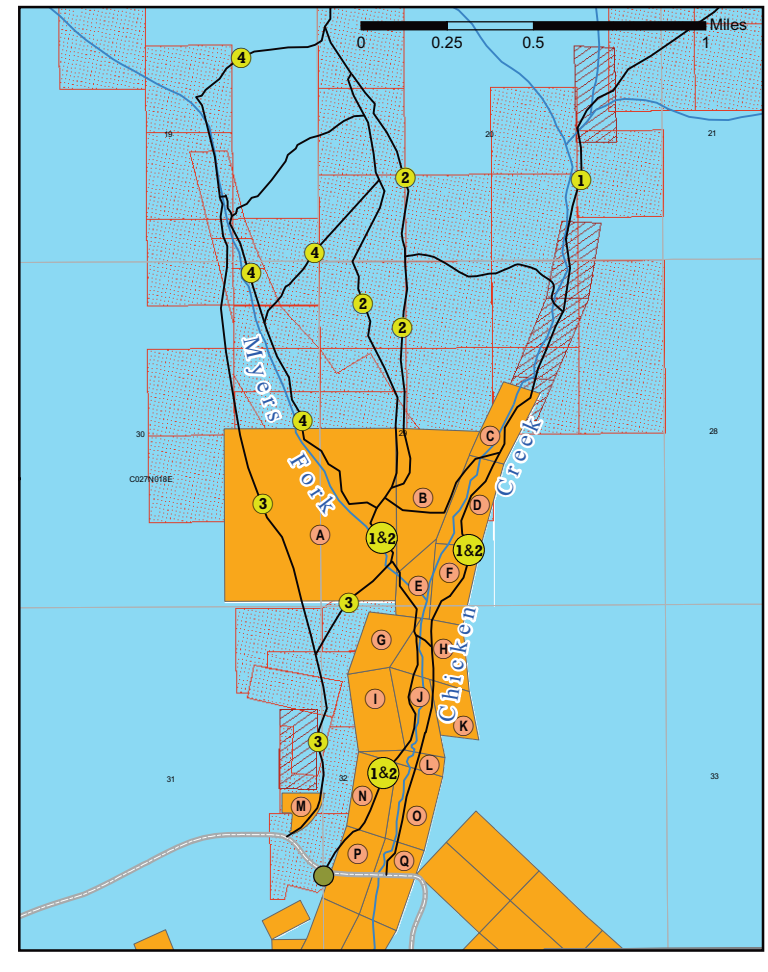 Miles
0 0.25 0.5 1
4
19 20 21
2 1
4
4
2
2
Myers Fork
4
30 29 28
C
Creek
C027N018E
B
D
3
A
1&2 1&2
F
E
3
Chicken
G
H
I J
K
3
L
1&2
31 32 33
N
M
O
P
Q